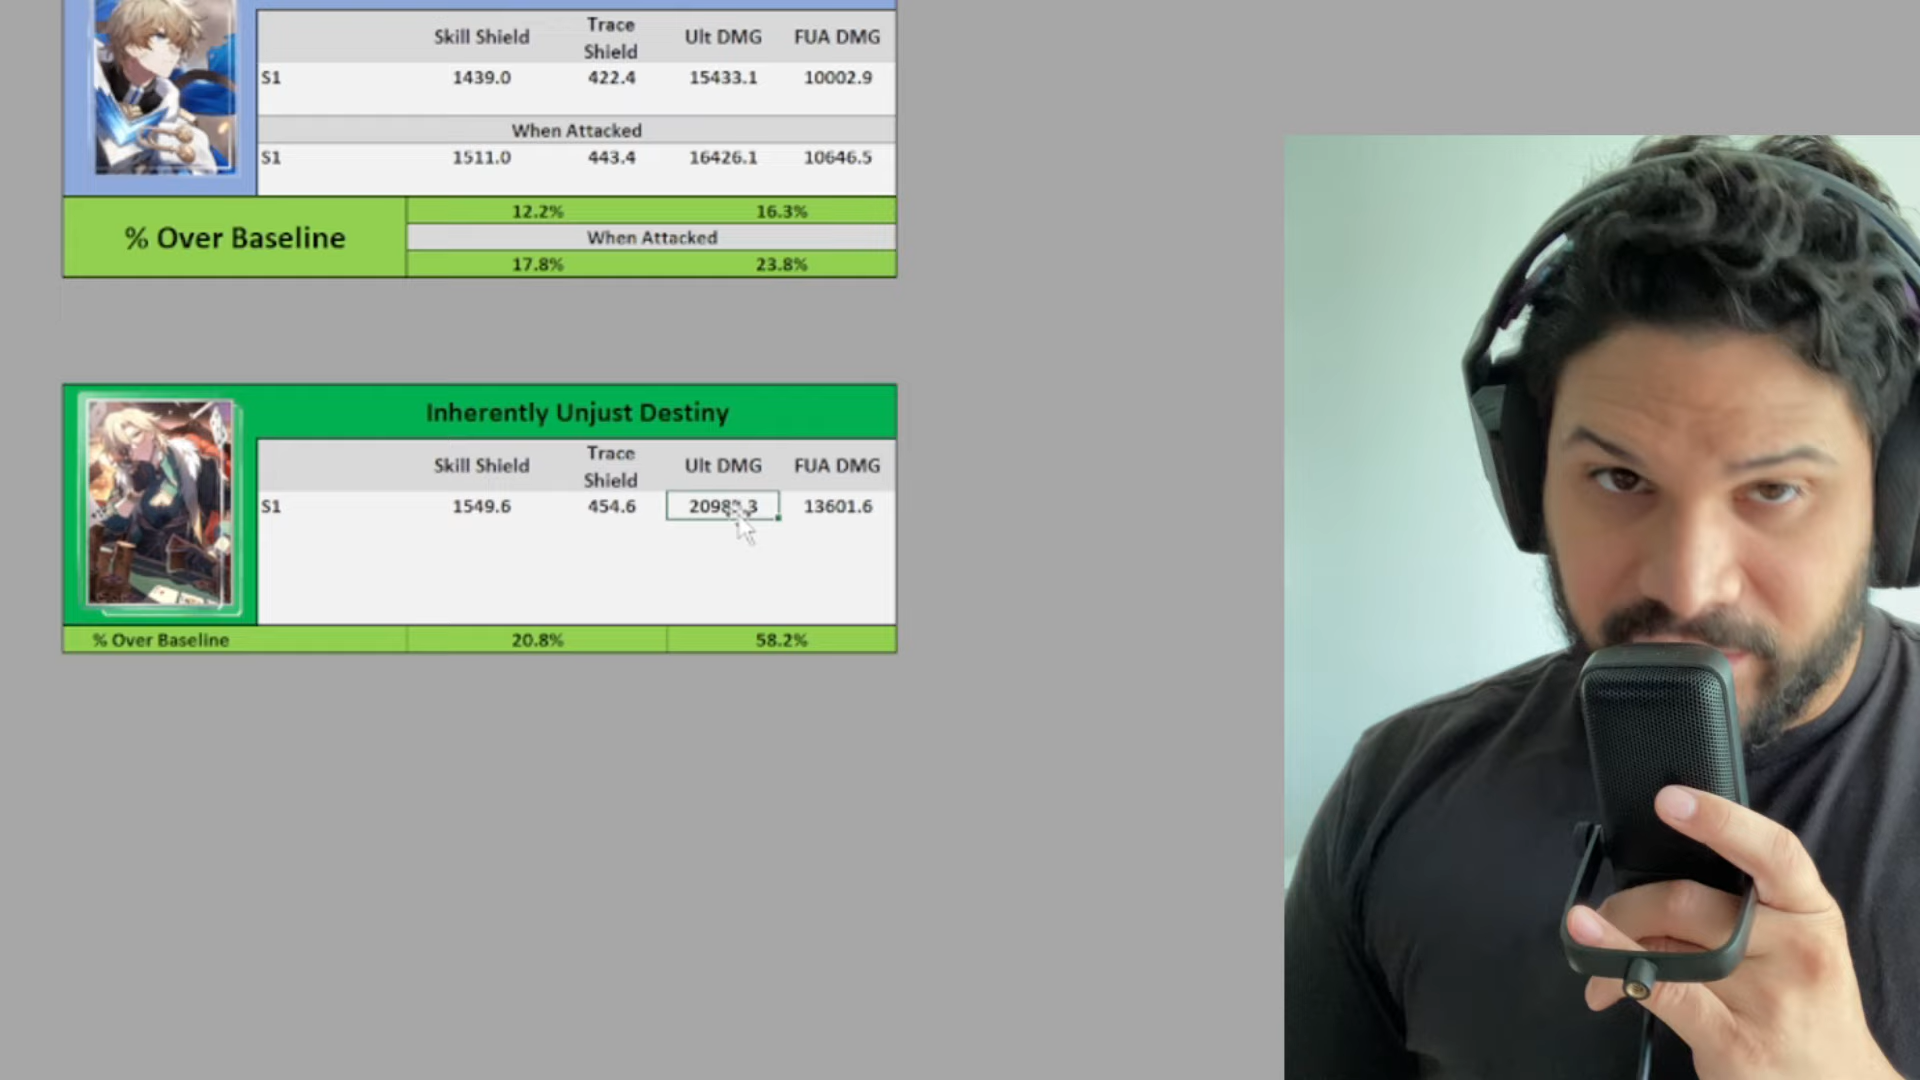 Skill Shield Trace Shield Ult DMG FUA DMG
S1 1439.0 422.4 15433.1 10002.9
When Attacked
S1 1511.0 443.4 16426.1 10646.5
% Over Baseline
12.2% 16.3%
When Attacked
17.8% 23.8%
Inherently Unjust Destiny
Skill Shield Trace Shield Ult DMG FUA DMG
S1 1549.6 454.6 13601.6
% Over Baseline 20.8% 58.2%